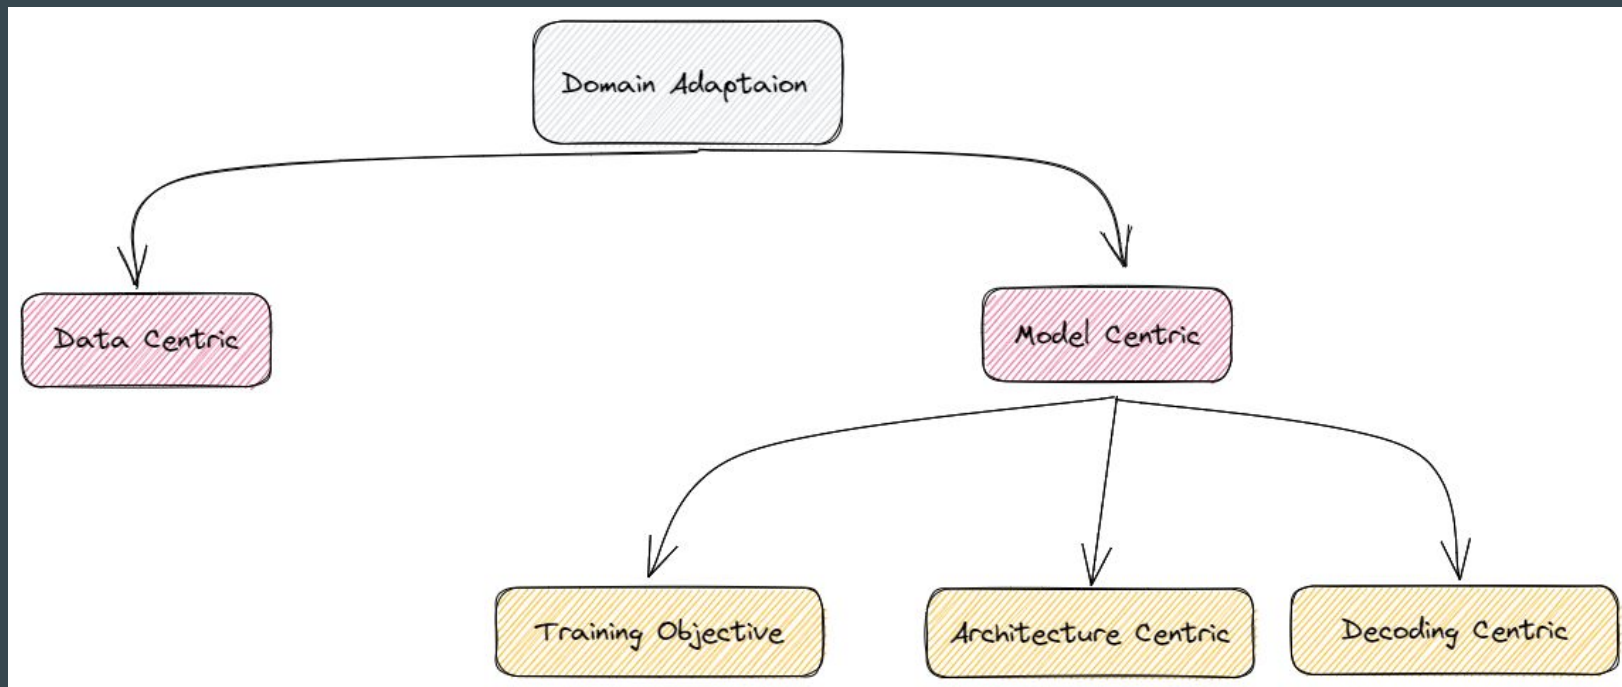 Domain Adaptaion
Data Centric
Model Centric
Training Objective
Architecture Centric
Decoding Centric